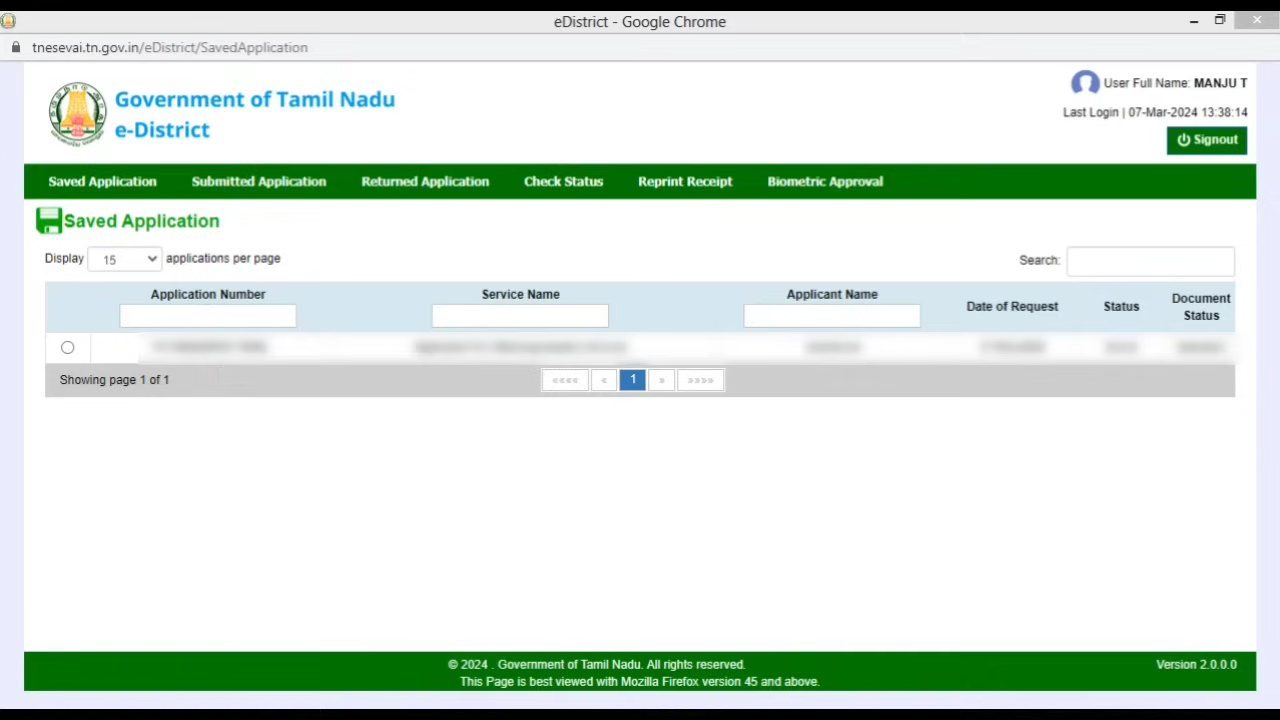 eDistrict - Google Chrome
tnesevai.tn.gov.in/eDistrict/SavedApplication
Government of Tamil Nadu
e-District
User Full Name: MANJU T
Last Login | 07-Mar-2024 13:38:14
Signout
Saved Application Submitted Application Returned Application Check Status Reprint Receipt Biometric Approval
Saved Application
Display 15 applications per page
Search:
Application Number Service Name Applicant Name Date of Request Status Document Status
Showing page 1 of 1
«««« « 1 » »»»»
© 2024 . Government of Tamil Nadu. All rights reserved.
Version 2.0.0.0
This Page is best viewed with Mozilla Firefox version 45 and above.